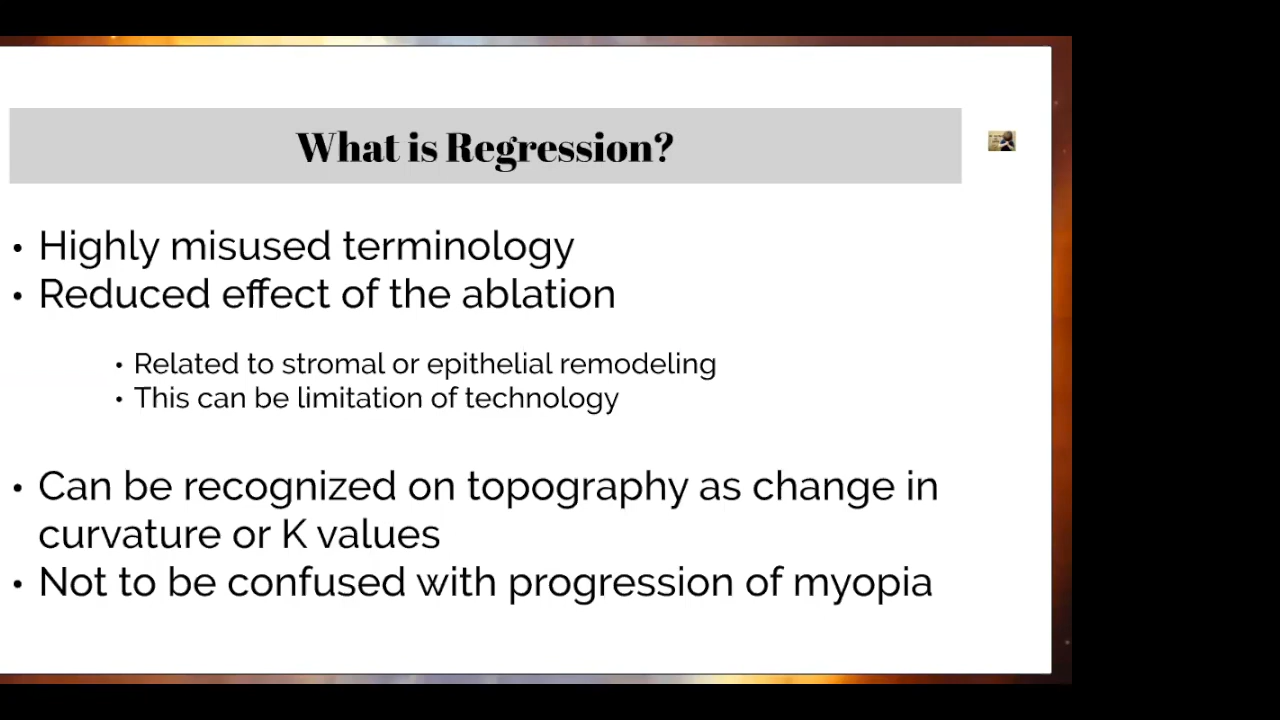 What is Regression?
• Highly misused terminology
• Reduced effect of the ablation
• Related to stromal or epithelial remodeling
• This can be limitation of technology
• Can be recognized on topography as change in
curvature or K values
• Not to be confused with progression of myopia